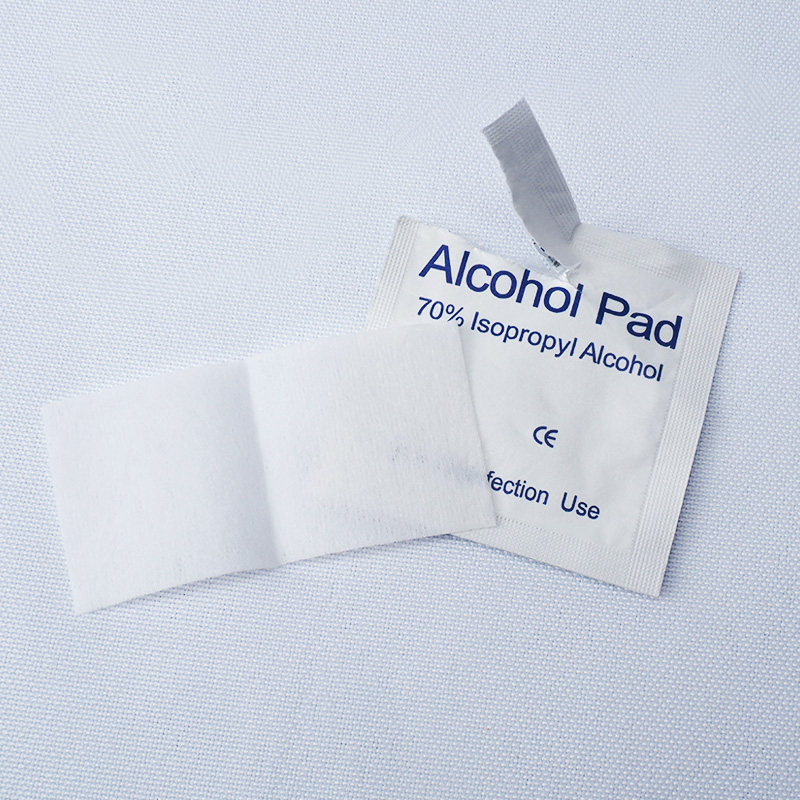 Alcohol Pad
70% Isopropyl Alcohol
CE
fection Use